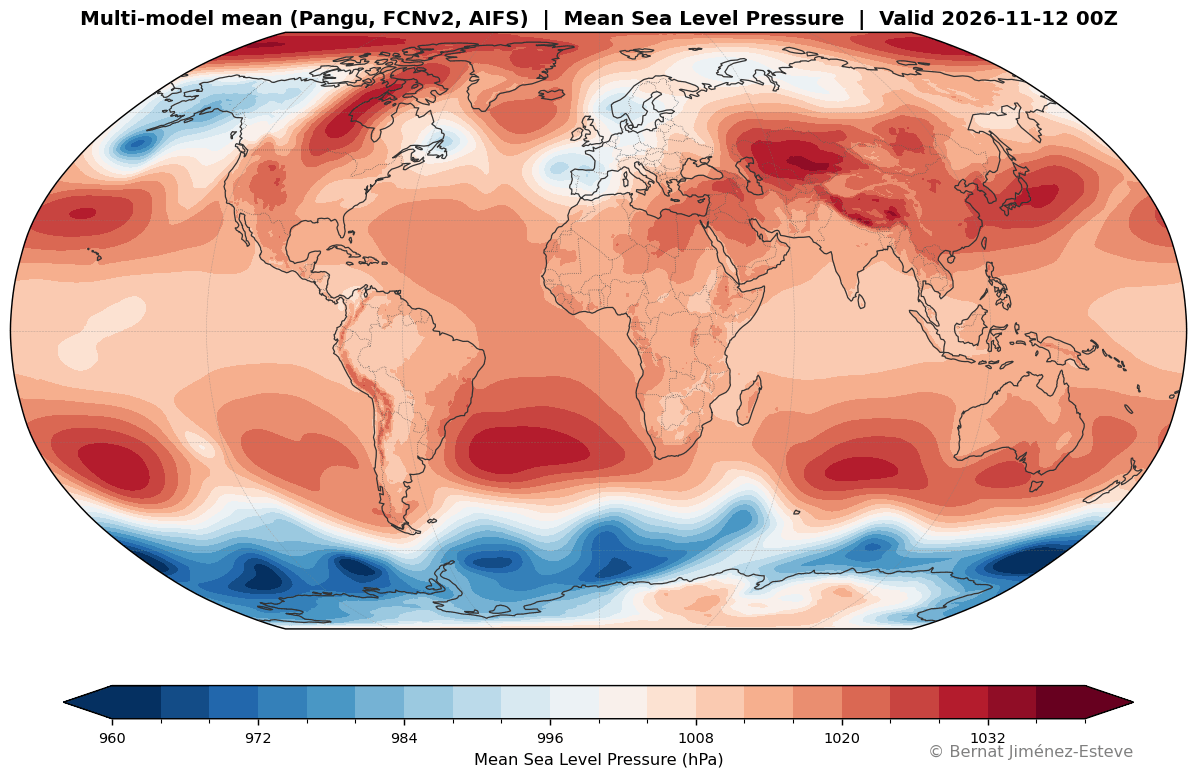 Multi-model mean (Pangu, FCNv2, AIFS)  |  Mean Sea Level Pressure  |  Valid 2026-11-12 00Z
960 972 984 996 1008 1020 1032
Mean Sea Level Pressure (hPa)
© Bernat Jiménez-Esteve